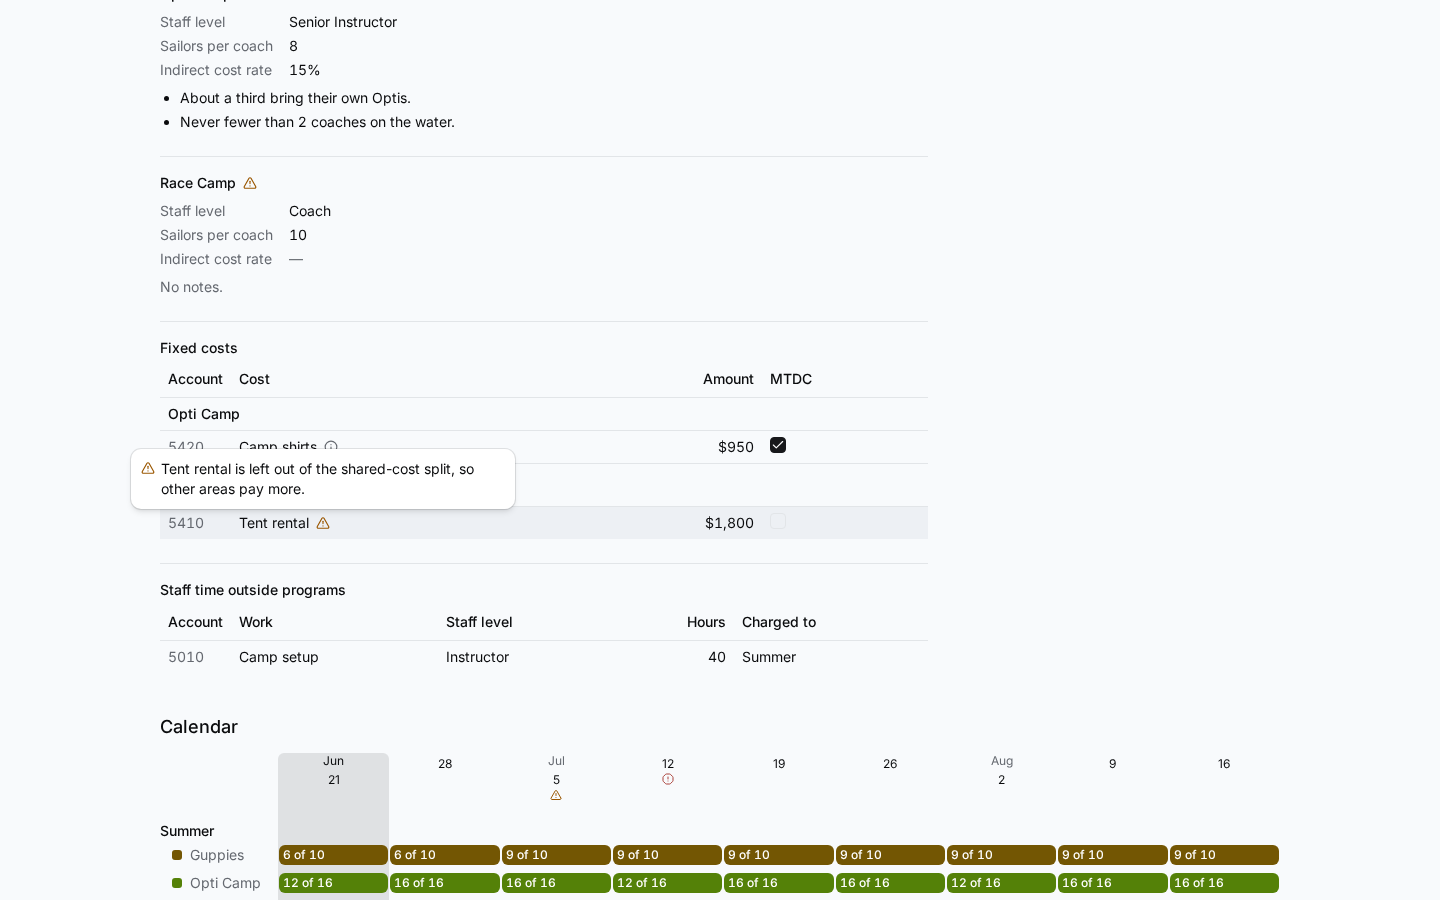 Staff level Senior Instructor
Sailors per coach 8
Indirect cost rate 15%
• About a third bring their own Optis.
• Never fewer than 2 coaches on the water.
Race Camp
Staff level Coach
Sailors per coach 10
Indirect cost rate —
No notes.
Fixed costs
Account Cost Amount MTDC
Opti Camp
5420 Camp shirts $950
Tent rental is left out of the shared-cost split, so
other areas pay more.
5410 Tent rental $1,800
Staff time outside programs
Account Work Staff level Hours Charged to
5010 Camp setup Instructor 40 Summer
Calendar
Jun Jul Aug
21 28 5 12 19 26 2 9 16
Summer
Guppies 6 of 10 6 of 10 9 of 10 9 of 10 9 of 10 9 of 10 9 of 10 9 of 10 9 of 10
Opti Camp 12 of 16 16 of 16 16 of 16 12 of 16 16 of 16 16 of 16 12 of 16 16 of 16 16 of 16